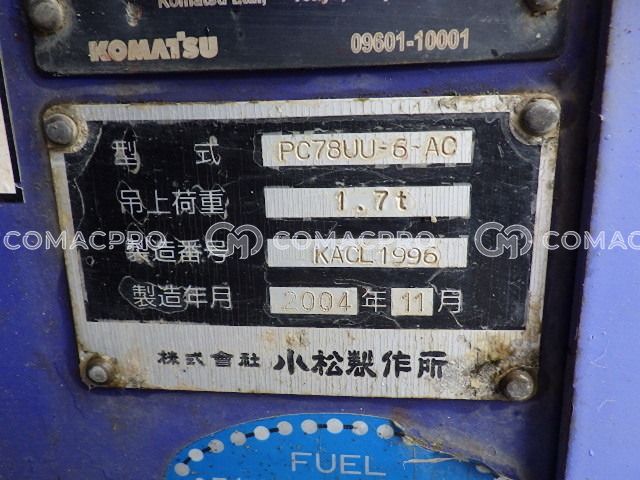 Komatsu
KOMATSU 09601-10001
型式 PC78UU-6-AC
吊上荷重 1.7t
COMACPRO COMACPRO COMACPRO
製造番号 KACL1996
製造年月 2004年11月
株式會社 小松製作所
FUEL